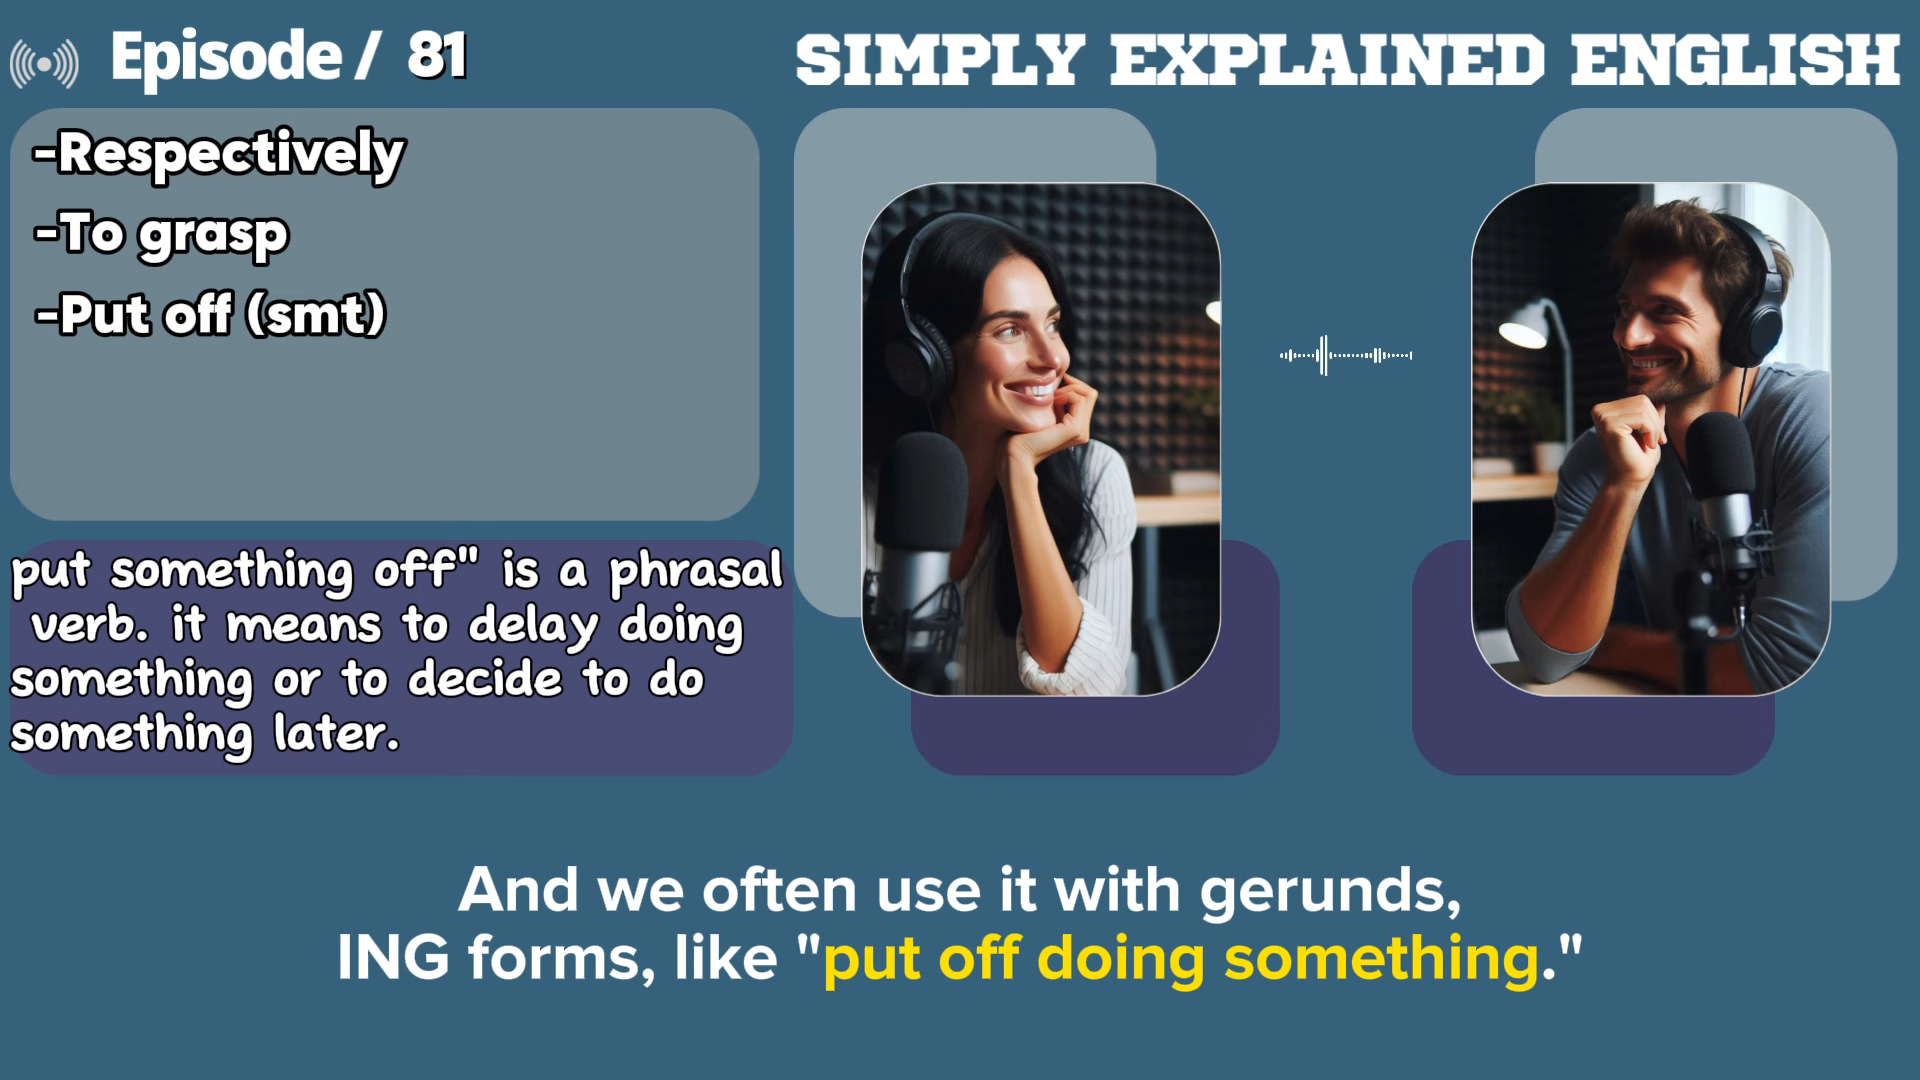 Episode / 81
SIMPLY EXPLAINED ENGLISH
-Respectively
-To grasp
-Put off (smt)
put something off" is a phrasal
verb. it means to delay doing
something or to decide to do
something later.
And we often use it with gerunds,
ING forms, like "put off doing something."